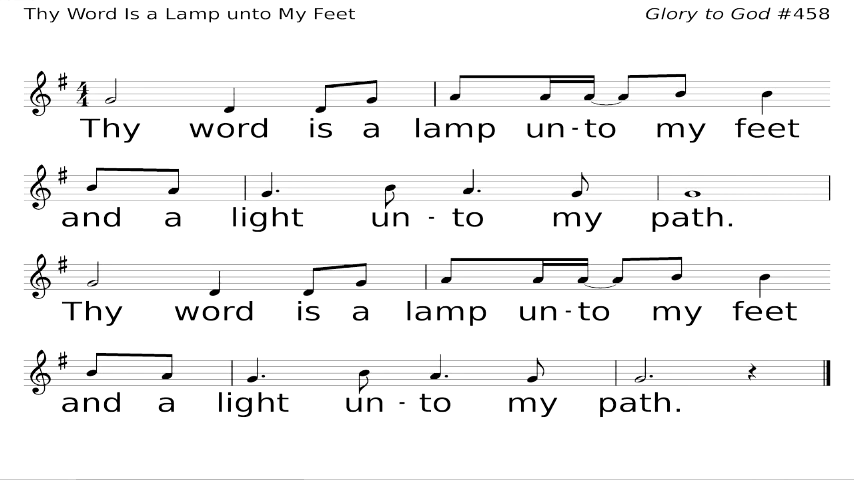 Thy Word Is a Lamp unto My Feet
Glory to God #458
Thy word is a lamp un-to my feet
and a light un - to my path.
Thy word is a lamp un-to my feet
and a light un - to my path.